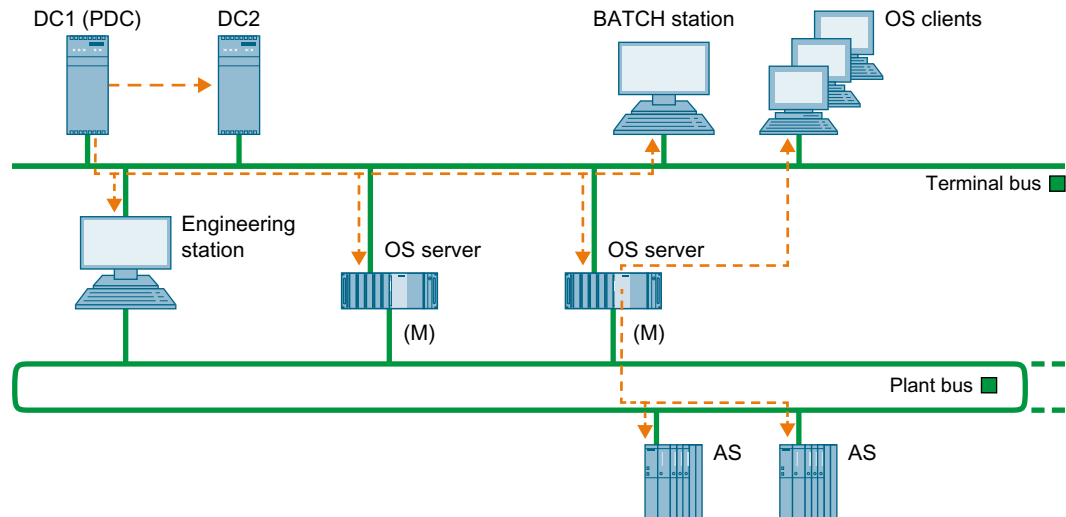 DC1 (PDC)
DC2
BATCH station
OS clients
Terminal bus
Engineering
station
OS server
OS server
(M)
(M)
Plant bus
AS
AS